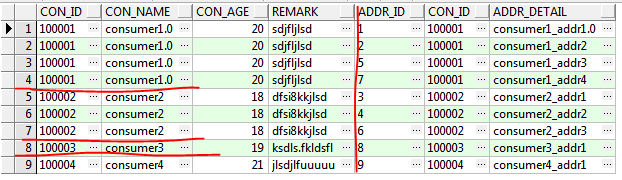 CON_ID CON_NAME CON_AGE REMARK ADDR_ID CON_ID ADDR_DETAIL
1 100001 ··· consumer1.0 ··· 20 sdjfljlsd ··· 1 100001 ··· consumer1_addr1.0 ···
2 100001 ··· consumer1.0 ··· 20 sdjfljlsd ··· 2 100001 ··· consumer1_addr2 ···
3 100001 ··· consumer1.0 ··· 20 sdjfljlsd ··· 5 100001 ··· consumer1_addr3 ···
4 100001 ··· consumer1.0 ··· 20 sdjfljlsd ··· 7 100001 ··· consumer1_addr4 ···
5 100002 ··· consumer2 ··· 18 dfsi8kkjlsd ··· 3 100002 ··· consumer2_addr1 ···
6 100002 ··· consumer2 ··· 18 dfsi8kkjlsd ··· 4 100002 ··· consumer2_addr2 ···
7 100002 ··· consumer2 ··· 18 dfsi8kkjlsd ··· 6 100002 ··· consumer2_addr3 ···
8 100003 ··· consumer3 ··· 19 ksdls.fkldsfl ··· 8 100003 ··· consumer3_addr1 ···
9 100004 ··· consumer4 ··· 21 jlsdjlfuuuuu ··· 9 100004 ··· consumer4_addr1 ···